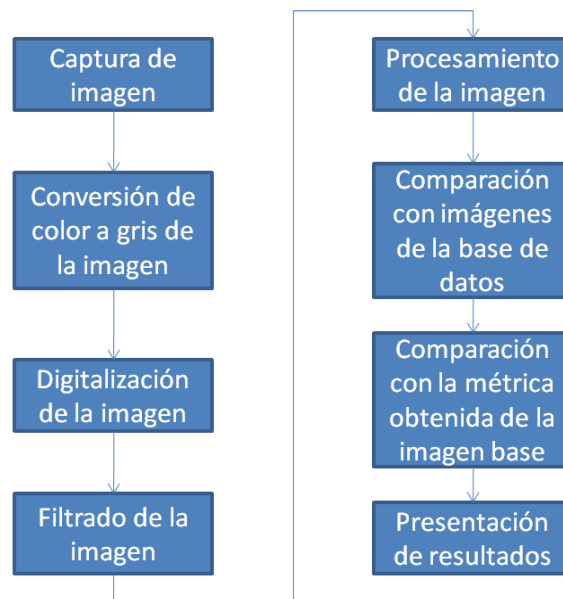 Captura de
imagen
Conversión de
color a gris de
la imagen
Digitalización
de la imagen
Filtrado de la
imagen
Procesamiento
de la imagen
Comparación
con imágenes
de la base de
datos
Comparación
con la métrica
obtenida de la
imagen base
Presentación
de resultados